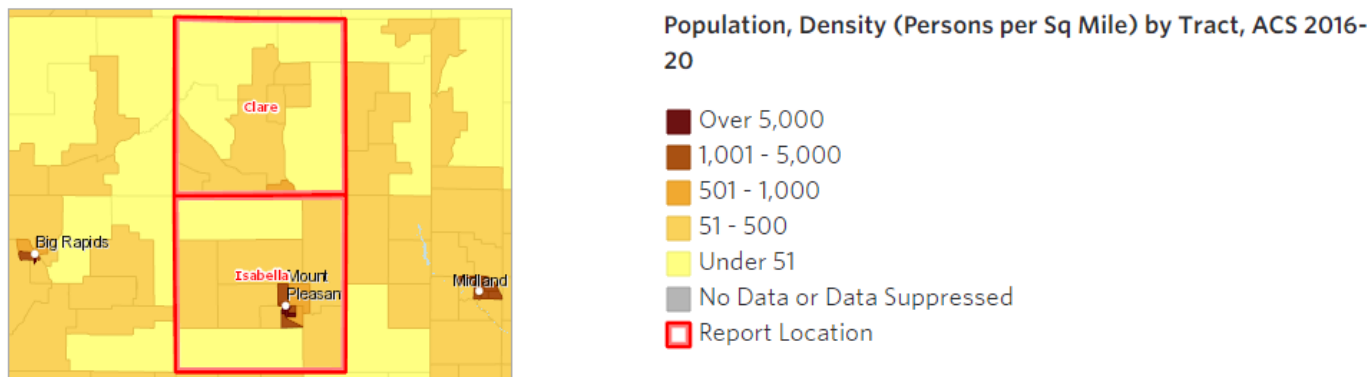 Clare
Big Rapids
Isabella
Mount
Pleasan
Midland
Population, Density (Persons per Sq Mile) by Tract, ACS 2016-
20
Over 5,000
1,001 - 5,000
501 - 1,000
51 - 500
Under 51
No Data or Data Suppressed
Report Location